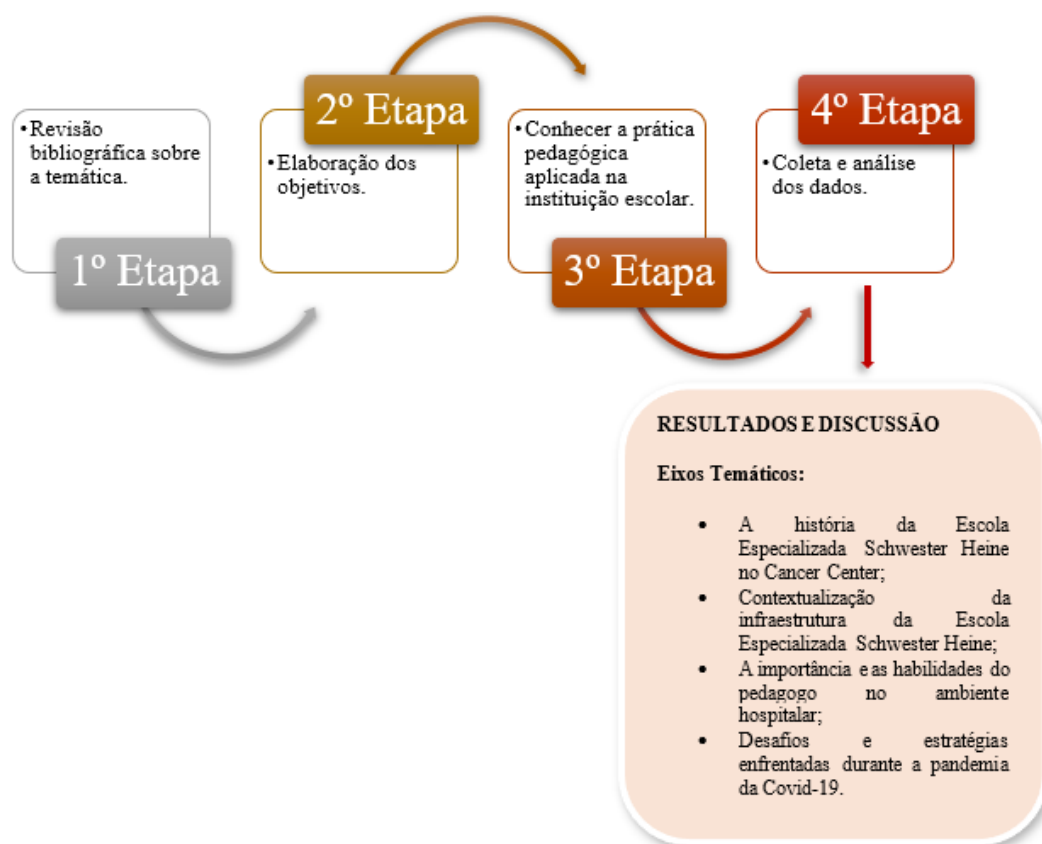 • Revisão
bibliográfica sobre
a temática.
1º Etapa
2º Etapa
• Elaboração dos
objetivos.
• Conhecer a prática
pedagógica
aplicada na
instituição escolar.
3º Etapa
4º Etapa
• Coleta e análise
dos dados.
RESULTADOS E DISCUSSÃO
Eixos Temáticos:
• A história da Escola
Especializada Schwester Heine
no Cancer Center;
• Contextualização da
infraestrutura da Escola
Especializada Schwester Heine;
• A importância e as habilidades do
pedagogo no ambiente
hospitalar;
• Desafios e estratégias
enfrentadas durante a pandemia
da Covid-19.